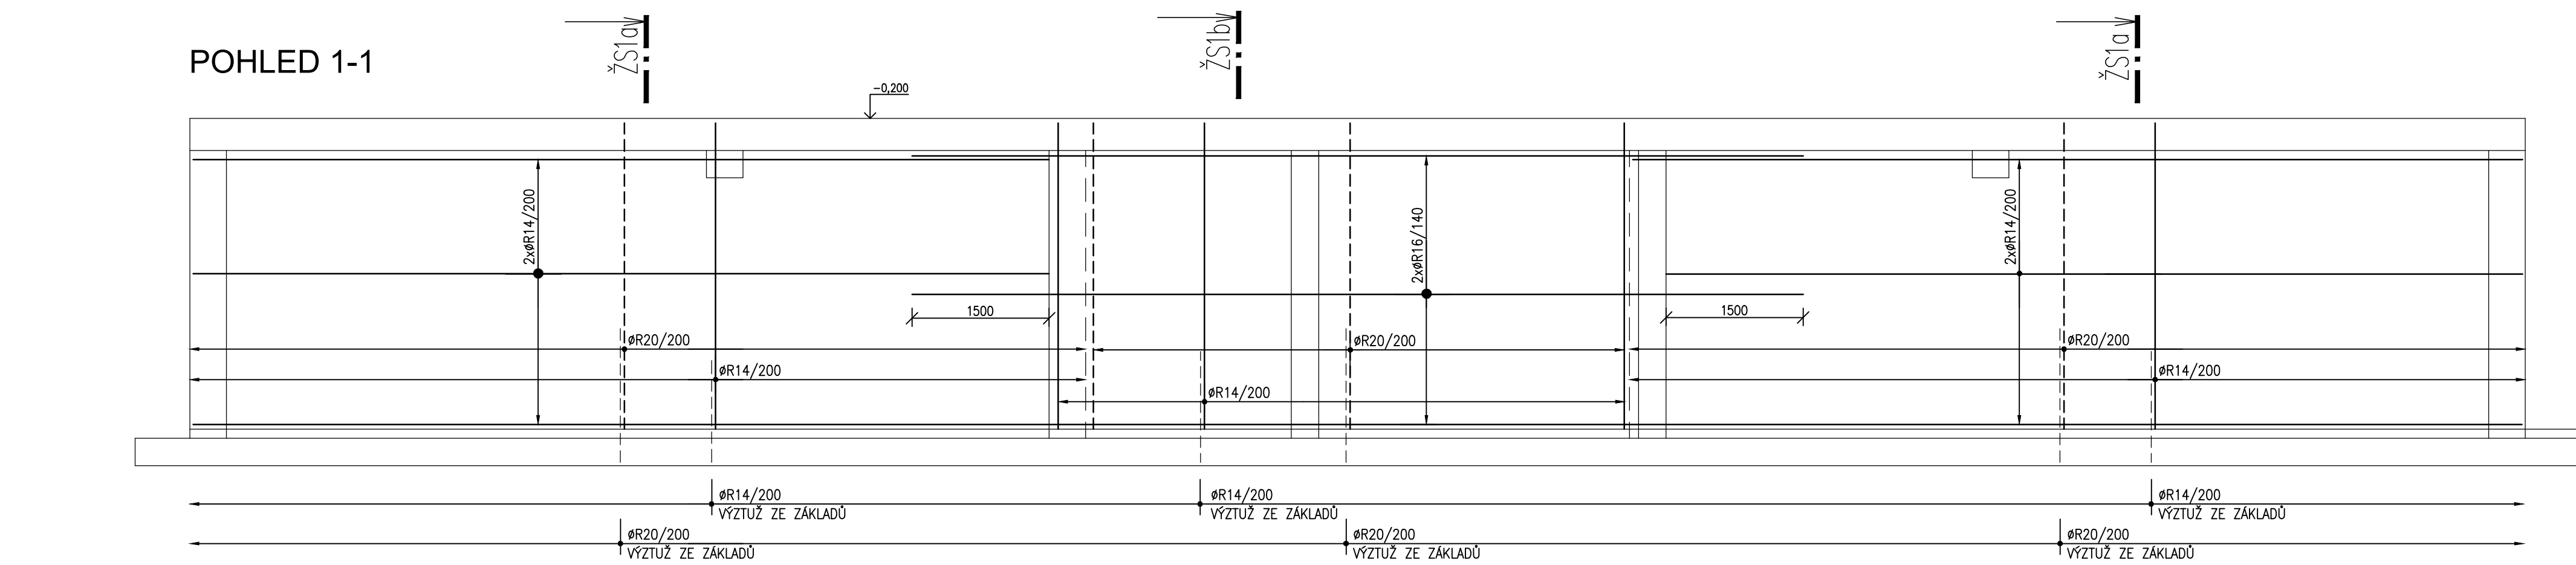 ŽS1a
ŽS1b
ŽS1a
POHLED 1-1
-0,200
2xøR14/200
2xøR16/140
2xøR14/200
1500
1500
øR20/200
øR20/200
øR20/200
øR14/200
øR14/200
øR14/200
øR14/200
VÝZTUŽ ZE ZÁKLADŮ
øR14/200
VÝZTUŽ ZE ZÁKLADŮ
øR14/200
VÝZTUŽ ZE ZÁKLADŮ
øR20/200
VÝZTUŽ ZE ZÁKLADŮ
øR20/200
VÝZTUŽ ZE ZÁKLADŮ
øR20/200
VÝZTUŽ ZE ZÁKLADŮ